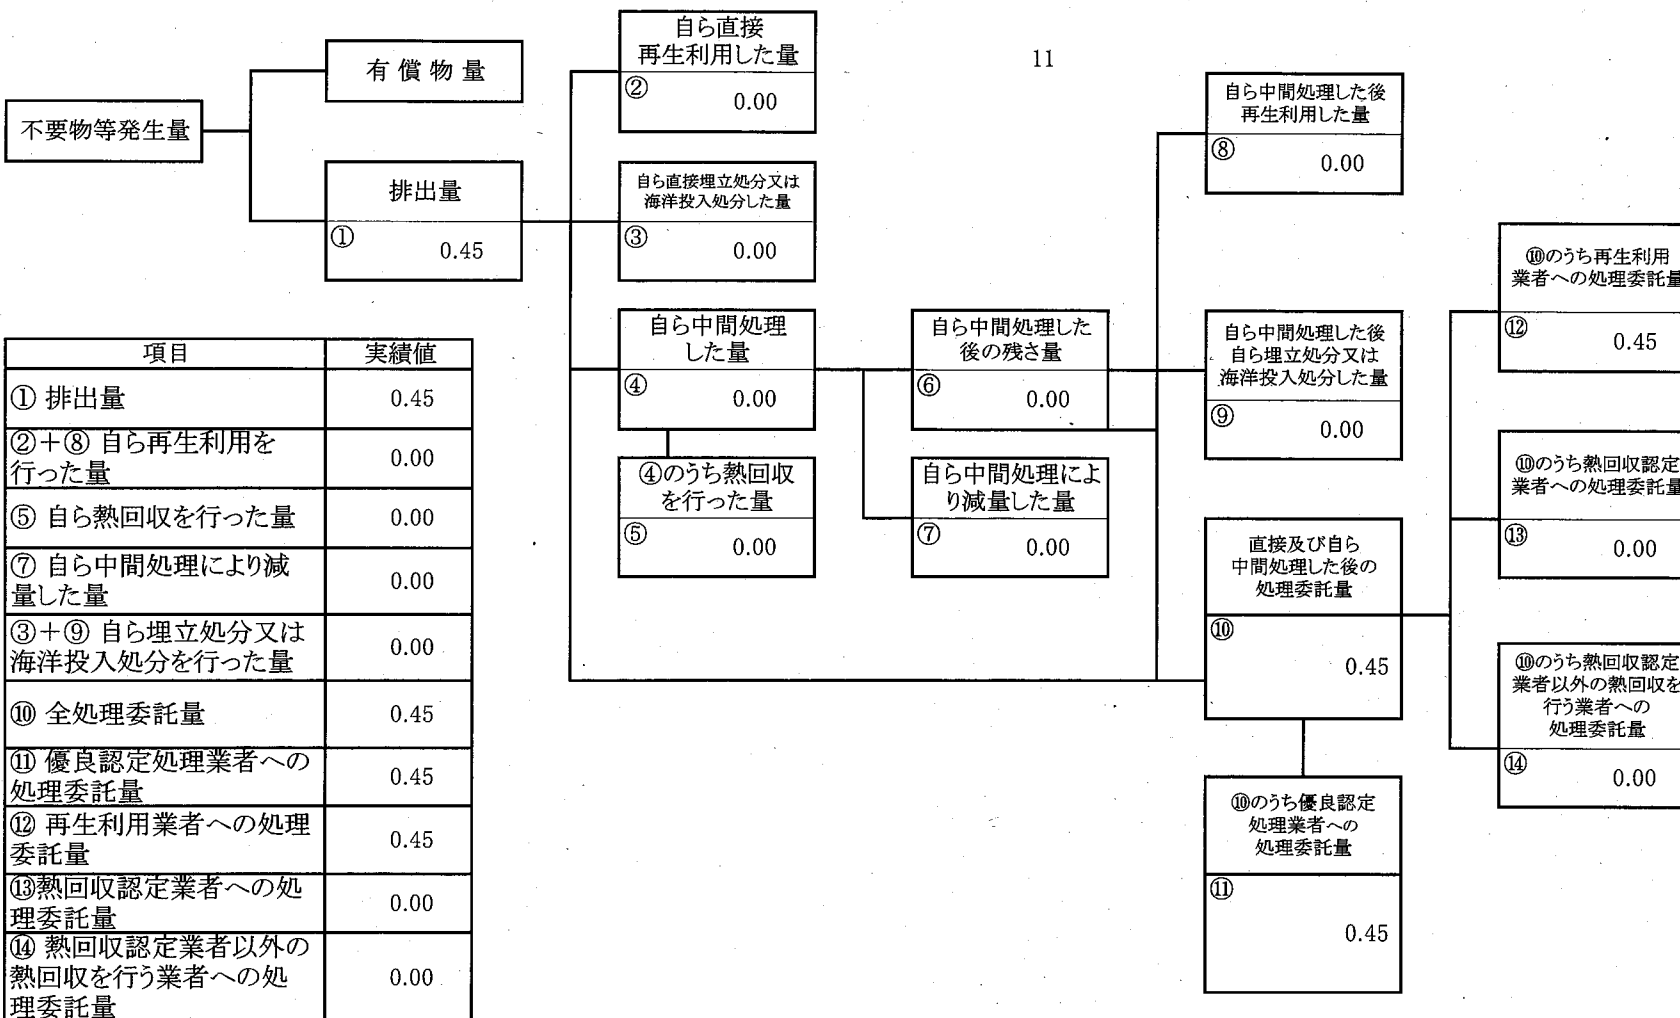 11
不要物等発生量
有償物量
排出量
① 0.45
自ら直接
再生利用した量
② 0.00
自ら直接埋立処分又は
海洋投入処分した量
③ 0.00
自ら中間処理
した量
④ 0.00
④のうち熱回収
を行った量
⑤ 0.00
自ら中間処理した
後の残さ量
⑥ 0.00
自ら中間処理によ
り減量した量
⑦ 0.00
自ら中間処理した後
再生利用した量
⑧ 0.00
自ら中間処理した後
自ら埋立処分又は
海洋投入処分した量
⑨ 0.00
直接及び自ら
中間処理した後の
処理委託量
⑩ 0.45
⑩のうち優良認定
処理業者への
処理委託量
⑪ 0.45
⑩のうち再生利用
業者への処理委託量
⑫ 0.45
⑩のうち熱回収認定
業者への処理委託量
⑬ 0.00
⑩のうち熱回収認定
業者以外の熱回収を
行う業者への
処理委託量
⑭ 0.00
項目 実績値
① 排出量 0.45
②+⑧ 自ら再生利用を
行った量 0.00
⑤ 自ら熱回収を行った量 0.00
⑦ 自ら中間処理により減
量した量 0.00
③+⑨ 自ら埋立処分又は
海洋投入処分を行った量 0.00
⑩ 全処理委託量 0.45
⑪ 優良認定処理業者への
処理委託量 0.45
⑫ 再生利用業者への処理
委託量 0.45
⑬熱回収認定業者への処
理委託量 0.00
⑭ 熱回収認定業者以外の
熱回収を行う業者への処
理委託量 0.00